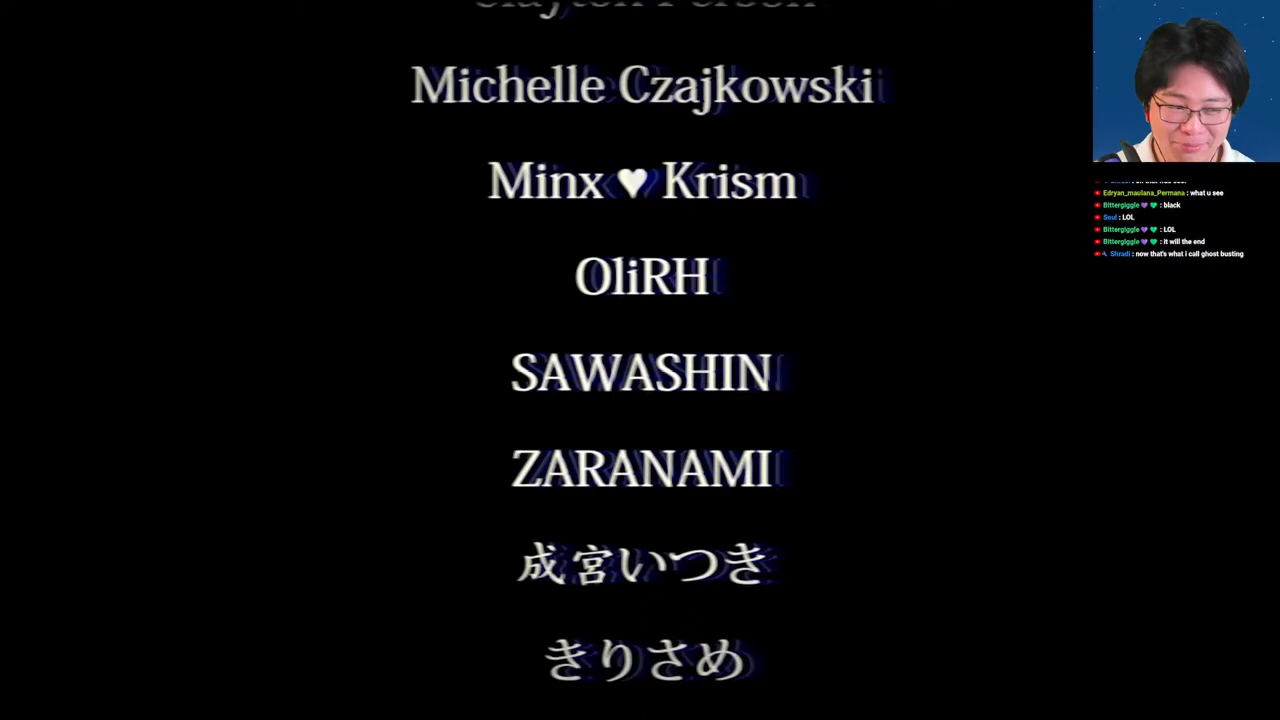 Michelle Czajkowski
Minx ♥ Krism
OliRH
SAWASHIN
ZARANAMI
成宮いつき
きりさめ
Edryan_maulana_Permana : what u see
Bittergiggle 💜 💚 : black
Soul : LOL
Bittergiggle 💜 💚 : LOL
Bittergiggle 💜 💚 : it will the end
Shradi : now that's what i call ghost busting